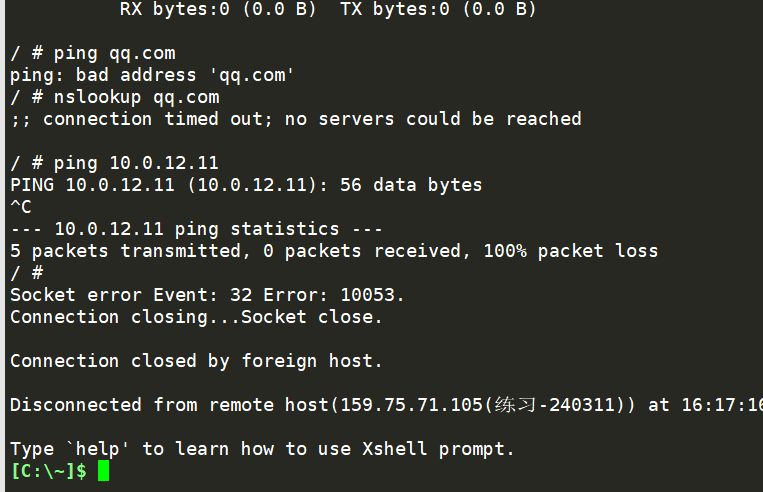 RX bytes:0 (0.0 B)  TX bytes:0 (0.0 B)
/ # ping qq.com
ping: bad address 'qq.com'
/ # nslookup qq.com
;; connection timed out; no servers could be reached
/ # ping 10.0.12.11
PING 10.0.12.11 (10.0.12.11): 56 data bytes
^C
--- 10.0.12.11 ping statistics ---
5 packets transmitted, 0 packets received, 100% packet loss
/ #
Socket error Event: 32 Error: 10053.
Connection closing...Socket close.
Connection closed by foreign host.
Disconnected from remote host(159.75.71.105(练习-240311)) at 16:17:16
Type `help' to learn how to use Xshell prompt.
[C:\~]$